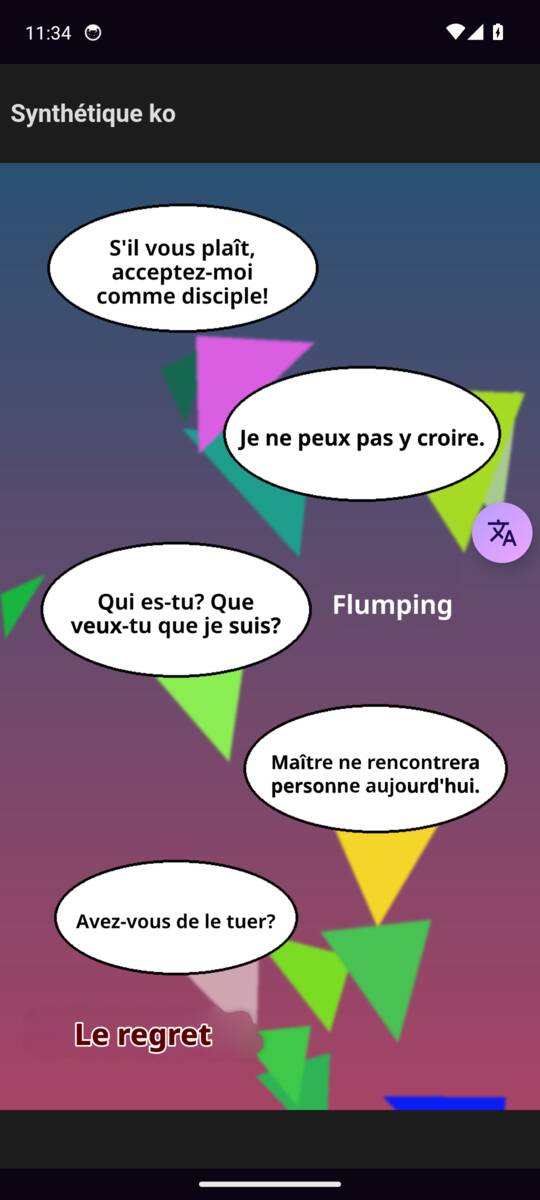 11:34
Synthétique ko
S'il vous plaît,
acceptez-moi
comme disciple!
Je ne peux pas y croire.
Qui es-tu? Que
veux-tu que je suis?
Flumping
Maître ne rencontrera
personne aujourd'hui.
Avez-vous de le tuer?
Le regret